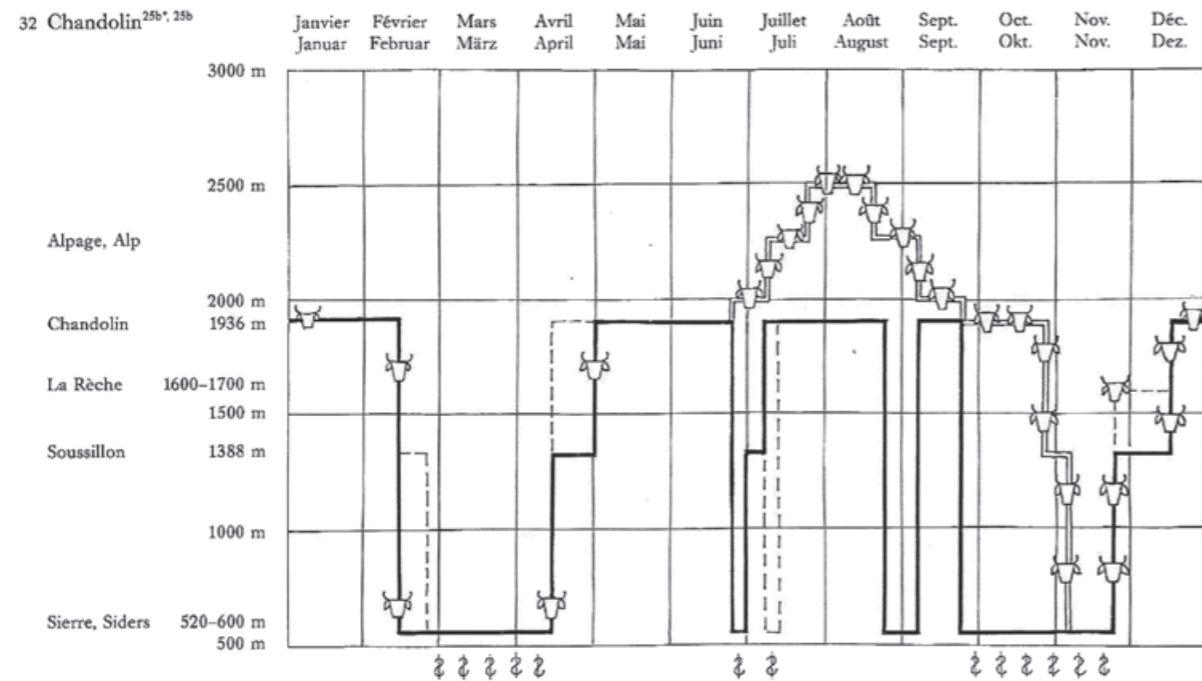 32 Chandolin 25b*, 25b
Janvier Février Mars Avril Mai Juin Juillet Août Sept. Oct. Nov. Déc.
Januar Februar März April Mai Juni Juli August Sept. Okt. Nov. Dez.
3000 m
2500 m
Alpage, Alp
2000 m
Chandolin 1936 m
La Rèche 1600–1700 m
1500 m
Soussillon 1388 m
1000 m
Sierre, Siders 520–600 m
500 m